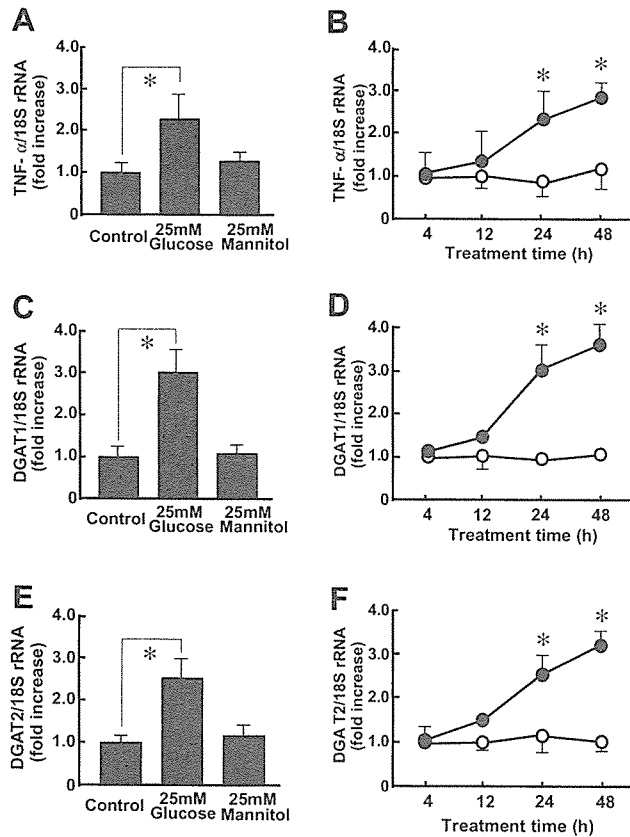 A
TNF- α/18S rRNA
(fold increase)
4.0
3.0
2.0
1.0
0
*
Control
25mM
Glucose
25mM
Mannitol
B
TNF- α/18S rRNA
(fold increase)
4.0
3.0
2.0
1.0
0
* *
4 12 24 48
Treatment time (h)
C
DGAT1/18S rRNA
(fold increase)
4.0
3.0
2.0
1.0
0
*
Control
25mM
Glucose
25mM
Mannitol
D
DGAT1/18S rRNA
(fold increase)
4.0
3.0
2.0
1.0
0
* *
4 12 24 48
Treatment time (h)
E
DGAT2/18S rRNA
(fold increase)
4.0
3.0
2.0
1.0
0
*
Control
25mM
Glucose
25mM
Mannitol
F
DGA T2/18S rRNA
(fold increase)
4.0
3.0
2.0
1.0
0
* *
4 12 24 48
Treatment time (h)